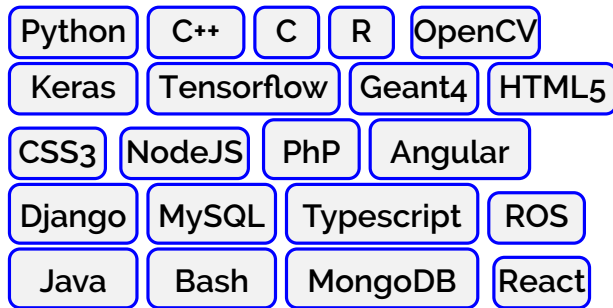 Python C++ C R OpenCV
Keras Tensorflow Geant4 HTML5
CSS3 NodeJS PhP Angular
Django MySQL Typescript ROS
Java Bash MongoDB React